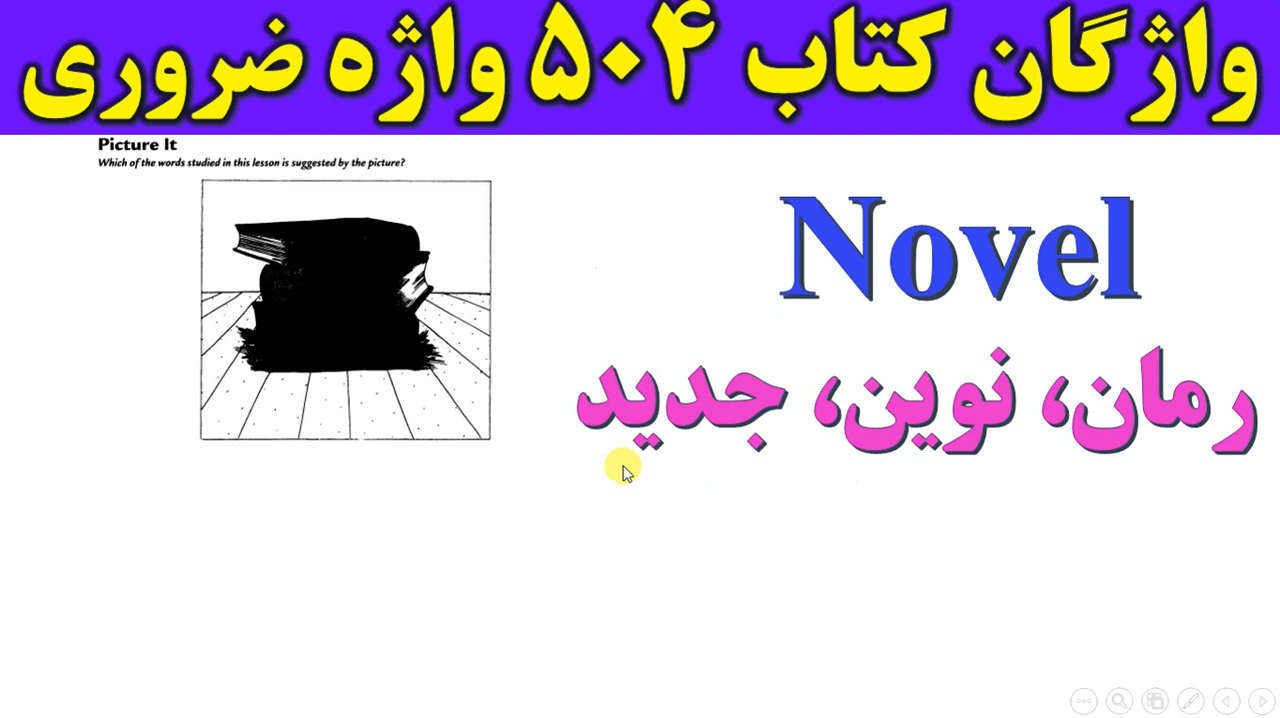 واژگان کتاب ۵۰۴ واژه ضروری
Picture It
Which of the words studied in this lesson is suggested by the picture?
Novel
رمان، نوین، جدید